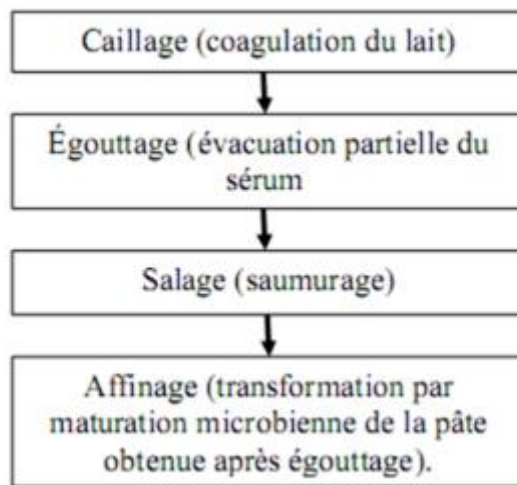 Caillage (coagulation du lait)
Égouttage (évacuation partielle du
sérum
Salage (saumurage)
Affinage (transformation par
maturation microbienne de la pâte
obtenue après égouttage).